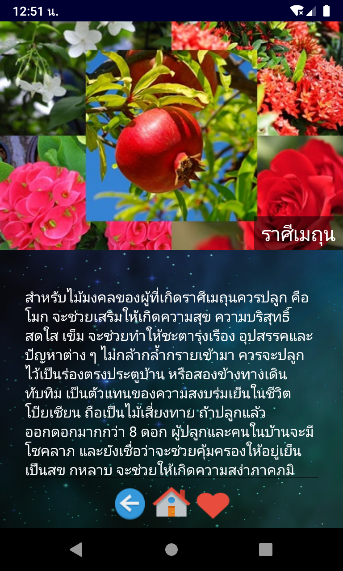 12:51 น.
ราศีเมถุน
สำหรับไม้มงคลของผู้ที่เกิดราศีเมถุนควรปลูก คือ
โมก จะช่วยเสริมให้เกิดความสุข ความบริสุทธิ์
สดใส เข็ม จะช่วยทำให้ชะตารุ่งเรือง อุปสรรคและ
ปัญหาต่าง ๆ ไม่กล้ากล้ำกรายเข้ามา ควรจะปลูก
ไว้เป็นร่องตรงประตูบ้าน หรือสองข้างทางเดิน
ทับทิม เป็นตัวแทนของความสงบร่มเย็นในชีวิต
โป๊ยเซียน ถือเป็นไม้เสี่ยงทาย ถ้าปลูกแล้ว
ออกดอกมากกว่า 8 ดอก ผู้ปลูกและคนในบ้านจะมี
โชคลาภ และยังเชื่อว่าจะช่วยคุ้มครองให้อยู่เย็น
เป็นสุข กุหลาบ จะช่วยให้เกิดความสง่าภาคภูมิ